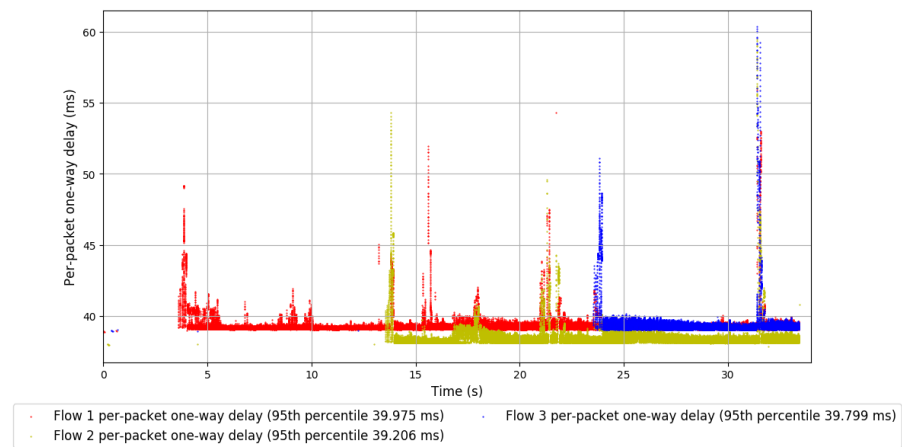 Per-packet one-way delay (ms)
60
55
50
45
40
0 5 10 15 20 25 30
Time (s)
Flow 1 per-packet one-way delay (95th percentile 39.975 ms)
Flow 2 per-packet one-way delay (95th percentile 39.206 ms)
Flow 3 per-packet one-way delay (95th percentile 39.799 ms)